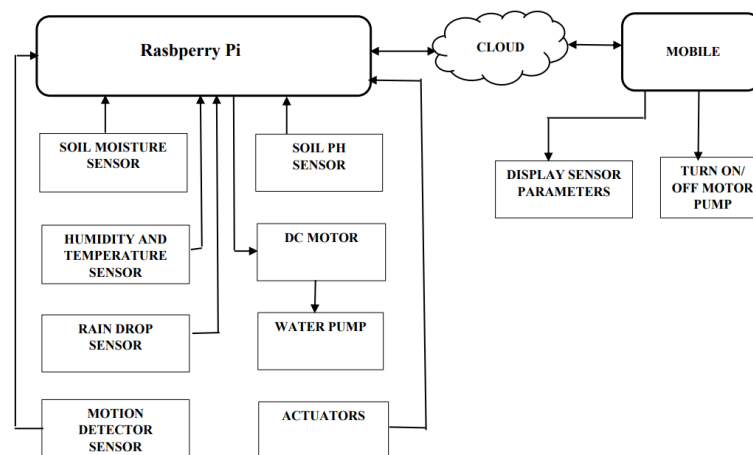 Rasbperry Pi
CLOUD
MOBILE
SOIL MOISTURE
SENSOR
SOIL PH
SENSOR
DISPLAY SENSOR
PARAMETERS
TURN ON/
OFF MOTOR
PUMP
HUMIDITY AND
TEMPERATURE
SENSOR
DC MOTOR
RAIN DROP
SENSOR
WATER PUMP
MOTION
DETECTOR
SENSOR
ACTUATORS